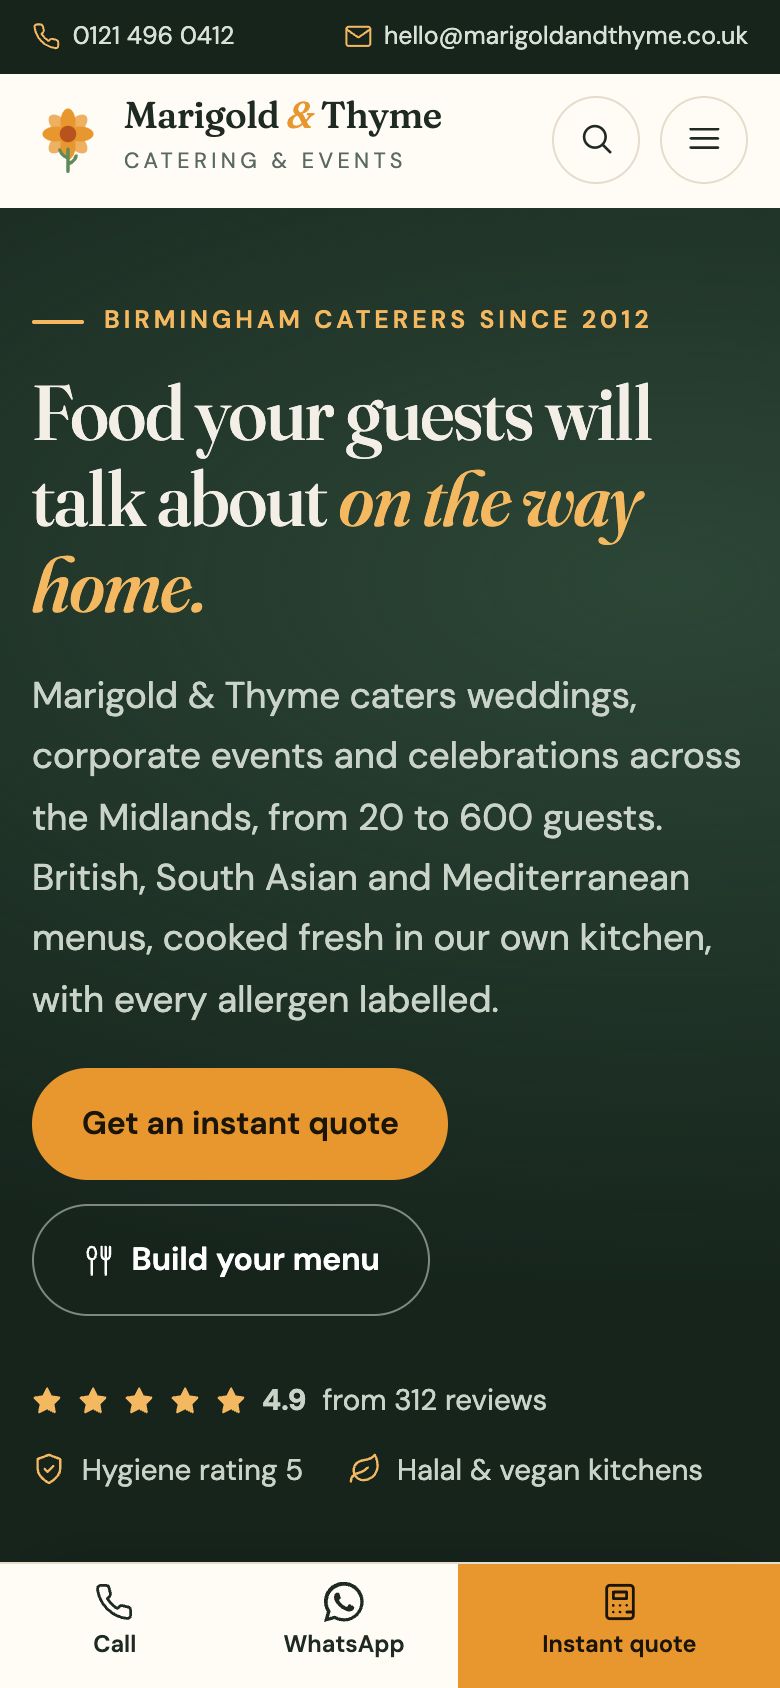 0121 496 0412
hello@marigoldandthyme.co.uk
Marigold & Thyme
CATERING & EVENTS
BIRMINGHAM CATERERS SINCE 2012
Food your guests will
talk about on the way
home.
Marigold & Thyme caters weddings,
corporate events and celebrations across
the Midlands, from 20 to 600 guests.
British, South Asian and Mediterranean
menus, cooked fresh in our own kitchen,
with every allergen labelled.
Get an instant quote
Build your menu
4.9 from 312 reviews
Hygiene rating 5
Halal & vegan kitchens
Call
WhatsApp
Instant quote